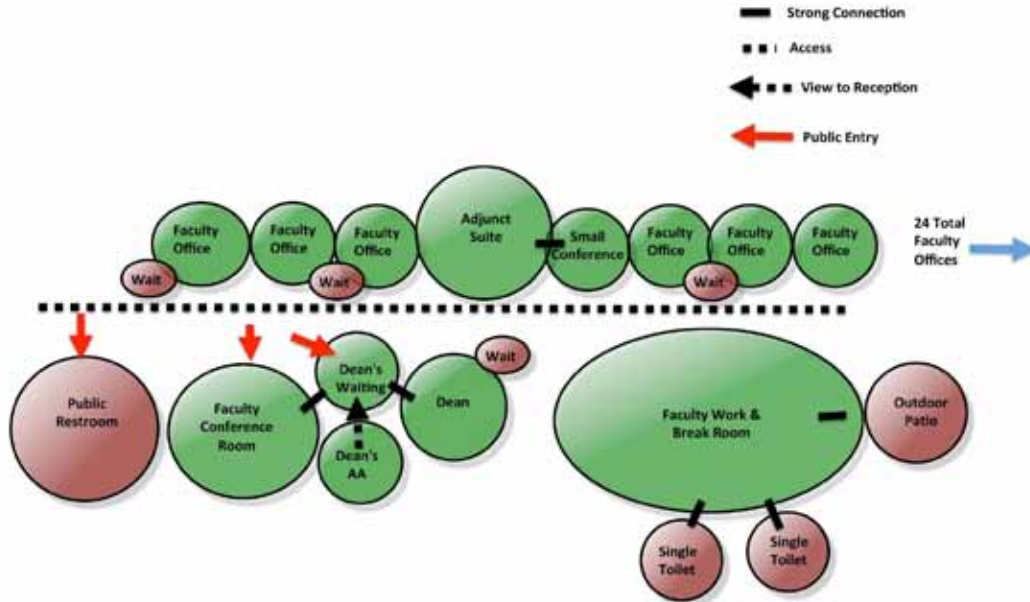 Strong Connection
Access
View to Reception
Public Entry
Faculty
Office
Faculty
Office
Faculty
Office
Adjunct
Suite
Small
Conference
Faculty
Office
Faculty
Office
Faculty
Office
24 Total
Faculty
Offices
Wait
Wait
Wait
Public
Restroom
Faculty
Conference
Room
Dean's
Waiting
Dean's
AA
Dean
Wait
Faculty Work &
Break Room
Outdoor
Patio
Single
Toilet
Single
Toilet